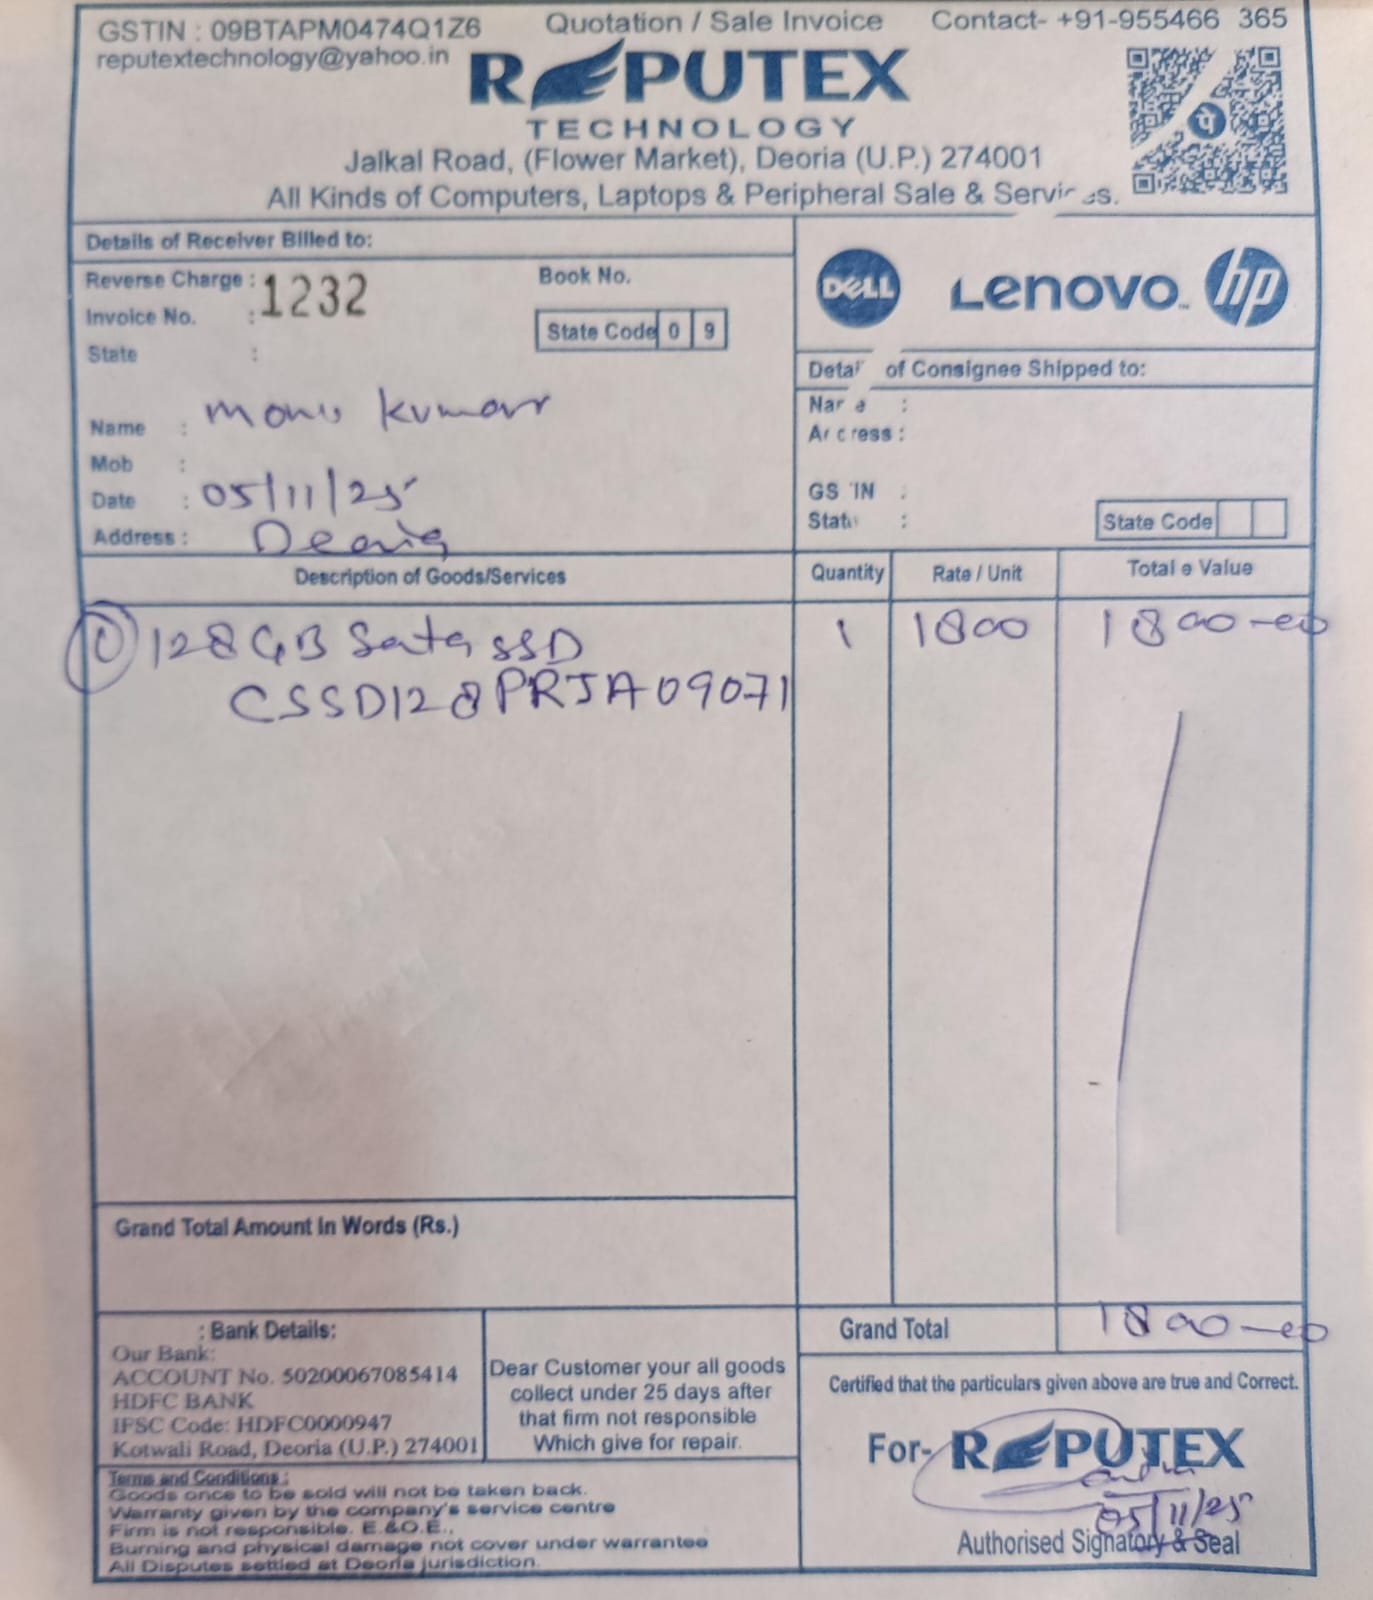 GSTIN : 09BTAPM0474Q1Z6 Quotation / Sale Invoice Contact- +91-955466 365
reputextechnology@yahoo.in
REPUTEX
TECHNOLOGY
Jalkal Road, (Flower Market), Deoria (U.P.) 274001
All Kinds of Computers, Laptops & Peripheral Sale & Services.
पे
Details of Receiver Billed to:
Reverse Charge :
Invoice No. : 1232
State :
Book No.
State Code 0 9
Name : Monu Kumar
Mob :
Date : 05/11/25
Address : Deoria
DELL Lenovo hp
Detai of Consignee Shipped to:
Name :
Address :
GSTIN :
State :
State Code
Description of Goods/Services Quantity Rate / Unit Total e Value
① 128GB Sata SSD 1 1800 1800-00
CSSD128PRJA09071
Grand Total Amount In Words (Rs.)
Grand Total 1800-00
: Bank Details:
Our Bank:
ACCOUNT No. 50200067085414
HDFC BANK
IFSC Code: HDFC0000947
Kotwali Road, Deoria (U.P.) 274001
Dear Customer your all goods
collect under 25 days after
that firm not responsible
Which give for repair.
Terms and Conditions :
Goods once to be sold will not be taken back.
Warranty given by the company's service centre
Firm is not responsible. E.&O.E.,
Burning and physical damage not cover under warrantee
All Disputes settled at Deoria jurisdiction.
Certified that the particulars given above are true and Correct.
For- REPUTEX
05/11/25
Authorised Signatory & Seal